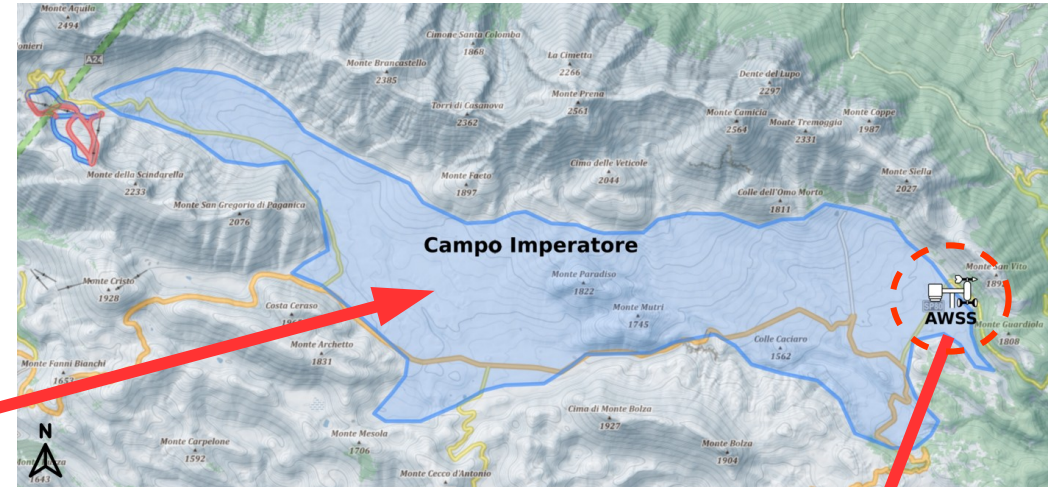 Monte Aquila
2494
A24
Cimone Santa Colomba
1868
Monte Brancastello
2385
La Cimetta
2266
Dente del Lupo
2297
Monte Prena
2561
Torri di Casanova
2362
Monte Camicia
2564
Monte Tremoggia
2331
Monte Coppe
1987
Monte della Scindarella
2233
Monte Faeto
1897
Cima delle Veticole
2044
Monte Siella
2027
Colle dell'Omo Morto
1811
Monte San Gregorio di Paganica
2076
Campo Imperatore
Monte San Vito
Monte Cristo
1928
Monte Paradiso
1822
Costa Ceraso
Monte Mutri
1745
AWSS
Monte Guardiola
1808
Monte Archetto
1831
Colle Caciaro
1562
Monte Fanni Bianchi
Cima di Monte Bolza
1927
N
Monte Carpelone
1592
Monte Mesola
1706
Monte Bolza
1904
1643
Monte Cecco d'Antonio